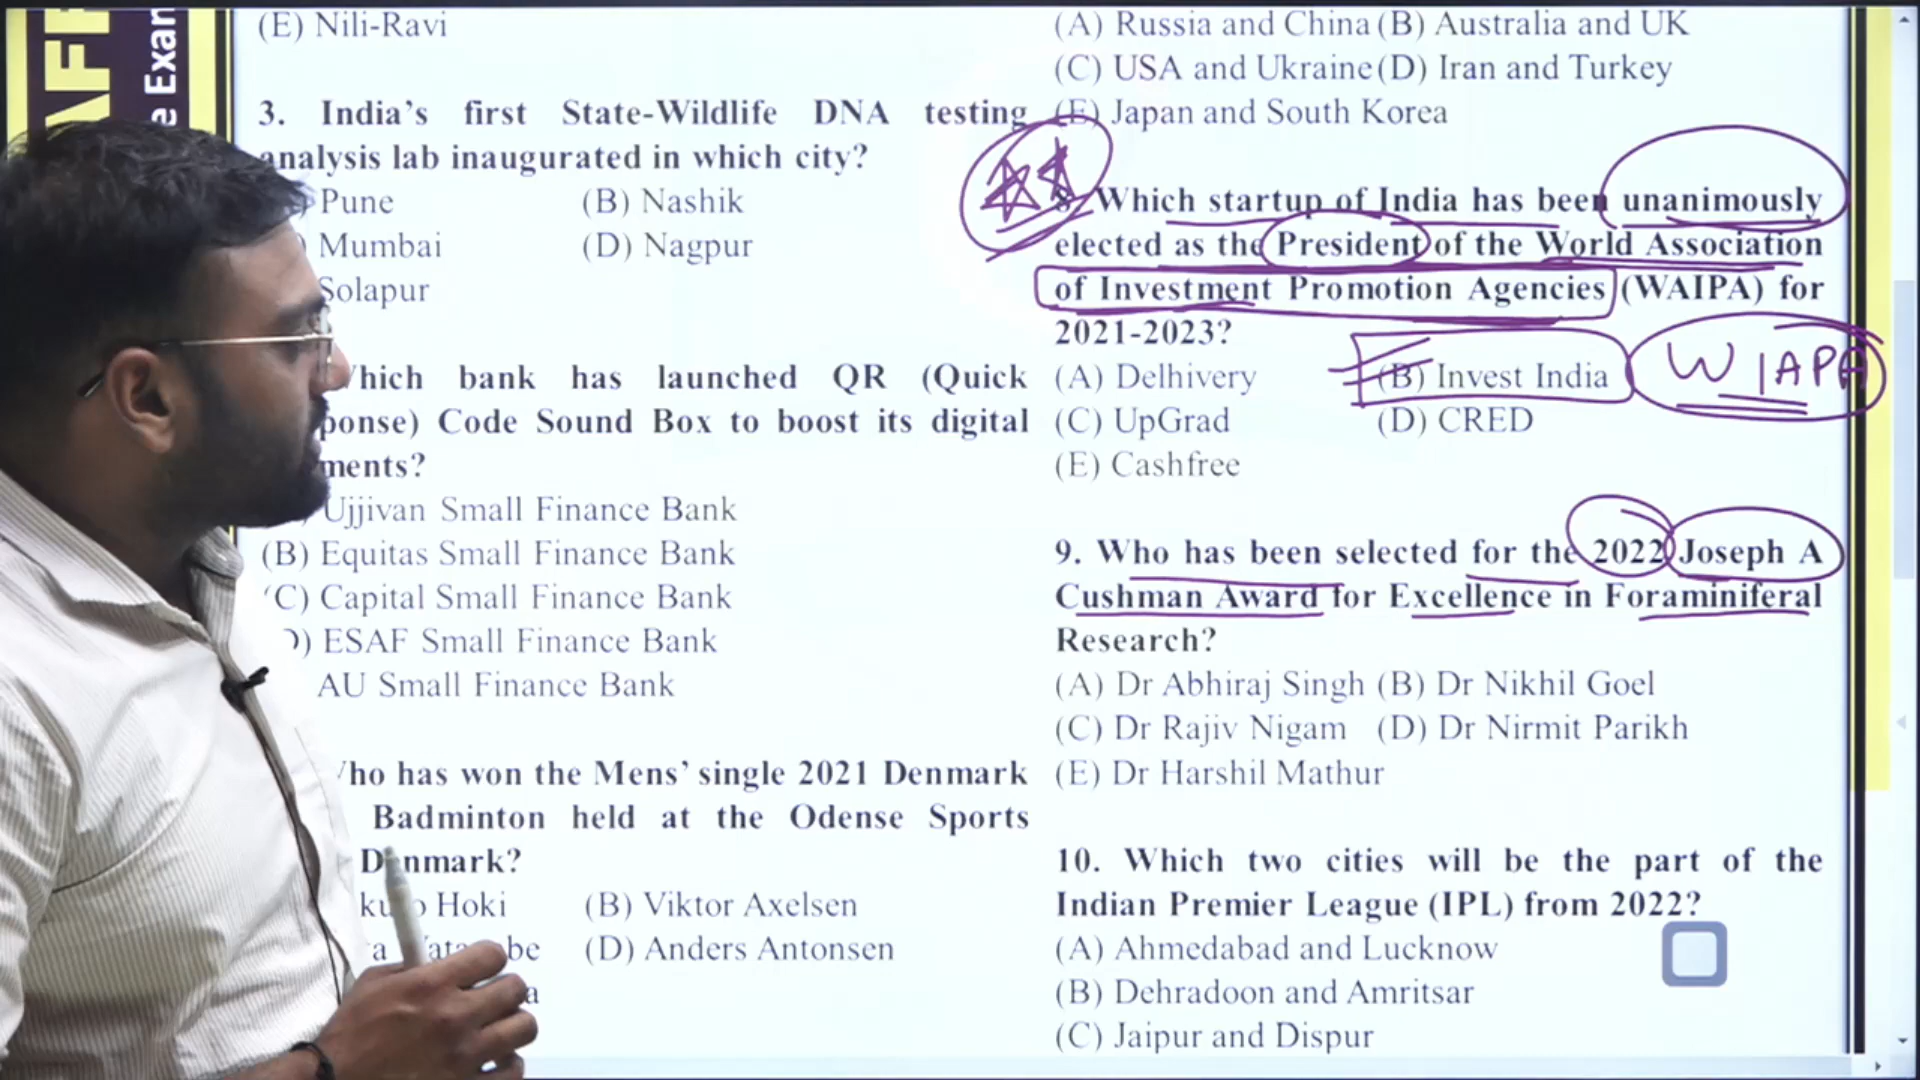 (E) Nili-Ravi
3. India's first State-Wildlife DNA testing
analysis lab inaugurated in which city?
Pune (B) Nashik
Mumbai (D) Nagpur
Solapur
bank has launched QR (Quick
Code Sound Box to boost its digital
Ujjivan Small Finance Bank
(B) Equitas Small Finance Bank
(C) Capital Small Finance Bank
ESAF Small Finance Bank
AU Small Finance Bank
has won the Mens' single 2021 Denmark
Badminton held at the Odense Sports
Denmark?
Hoki (B) Viktor Axelsen
(D) Anders Antonsen
(A) Russia and China (B) Australia and UK
(C) USA and Ukraine (D) Iran and Turkey
(E) Japan and South Korea
8. Which startup of India has been unanimously
elected as the President of the World Association
of Investment Promotion Agencies (WAIPA) for
2021-2023?
(A) Delhivery (B) Invest India
WIAPA
(C) UpGrad (D) CRED
(E) Cashfree
9. Who has been selected for the 2022 Joseph A
Cushman Award for Excellence in Foraminiferal
Research?
(A) Dr Abhiraj Singh (B) Dr Nikhil Goel
(C) Dr Rajiv Nigam (D) Dr Nirmit Parikh
(E) Dr Harshil Mathur
10. Which two cities will be the part of the
Indian Premier League (IPL) from 2022?
(A) Ahmedabad and Lucknow
(B) Dehradoon and Amritsar
(C) Jaipur and Dispur